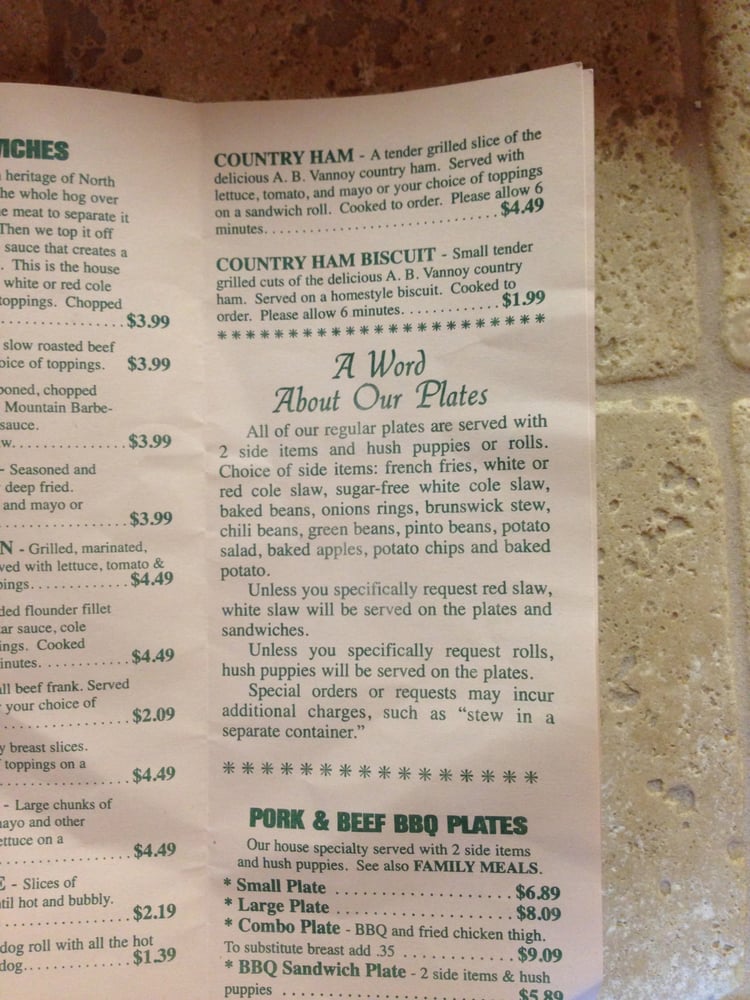 ICHES
heritage of North
he whole hog over
e meat to separate it
Then we top it off
sauce that creates a
. This is the house
white or red cole
toppings. Chopped
.................. $3.99
slow roasted beef
oice of toppings. $3.99
oned, chopped
Mountain Barbe-
sauce.
w.................. $3.99
- Seasoned and
deep fried.
and mayo or
.................. $3.99
N - Grilled, marinated,
ved with lettuce, tomato &
pings.............. $4.49
ded flounder fillet
ar sauce, cole
ings. Cooked
inutes. ........... $4.49
ll beef frank. Served
your choice of
.................. $2.09
y breast slices.
f toppings on a
.................. $4.49
- Large chunks of
mayo and other
ettuce on a
.................. $4.49
E - Slices of
til hot and bubbly.
.................. $2.19
dog roll with all the hot
dog................ $1.39
COUNTRY HAM - A tender grilled slice of the
delicious A. B. Vannoy country ham. Served with
lettuce, tomato, and mayo or your choice of toppings
on a sandwich roll. Cooked to order. Please allow 6
minutes............................ $4.49
COUNTRY HAM BISCUIT - Small tender
grilled cuts of the delicious A. B. Vannoy country
ham. Served on a homestyle biscuit. Cooked to
order. Please allow 6 minutes............ $1.99
* * * * * * * * * * * * * * * * * * * * *
A Word
About Our Plates
All of our regular plates are served with
2 side items and hush puppies or rolls.
Choice of side items: french fries, white or
red cole slaw, sugar-free white cole slaw,
baked beans, onions rings, brunswick stew,
chili beans, green beans, pinto beans, potato
salad, baked apples, potato chips and baked
potato.
Unless you specifically request red slaw,
white slaw will be served on the plates and
sandwiches.
Unless you specifically request rolls,
hush puppies will be served on the plates.
Special orders or requests may incur
additional charges, such as “stew in a
separate container.”
* * * * * * * * * * * * * * * * *
PORK & BEEF BBQ PLATES
Our house specialty served with 2 side items
and hush puppies. See also FAMILY MEALS.
* Small Plate ...................... $6.89
* Large Plate ...................... $8.09
* Combo Plate - BBQ and fried chicken thigh.
To substitute breast add .35 ............. $9.09
* BBQ Sandwich Plate - 2 side items & hush
puppies ........................... $5.89